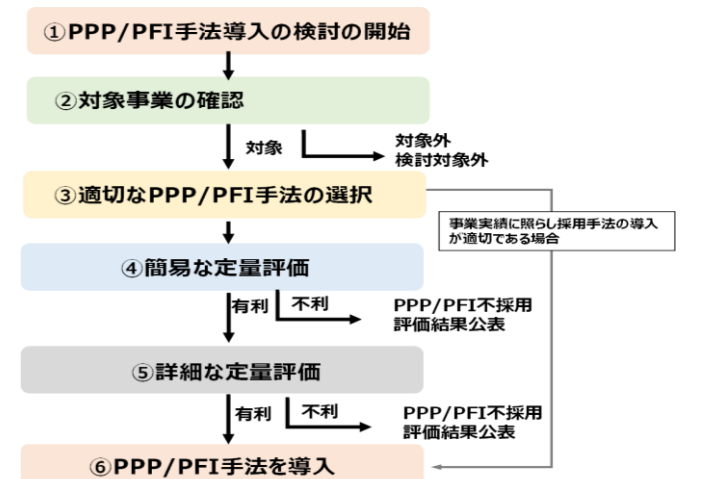 ①PPP/PFI手法導入の検討の開始
②対象事業の確認
対象
対象外
検討対象外
③適切なPPP/PFI手法の選択
事業実績に照らし採用手法の導入
が適切である場合
④簡易な定量評価
有利
不利
PPP/PFI不採用
評価結果公表
⑤詳細な定量評価
有利
不利
PPP/PFI不採用
評価結果公表
⑥PPP/PFI手法を導入